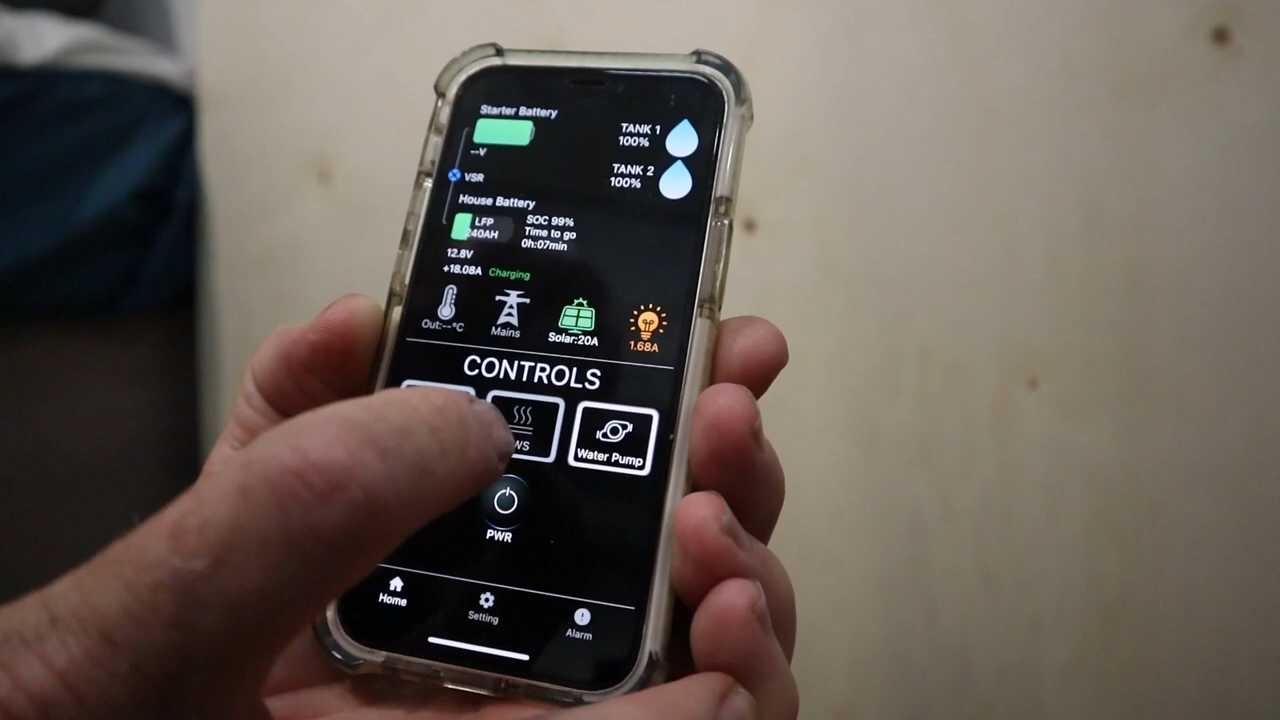 Starter Battery
--V
TANK 1
100%
TANK 2
100%
VSR
House Battery
LFP
240AH
SOC 99%
Time to go
0h:07min
12.8V
+18.08A Charging
Out:--°C
Mains
Solar:20A
1.68A
CONTROLS
Water Pump
PWR
Home
Setting
Alarm